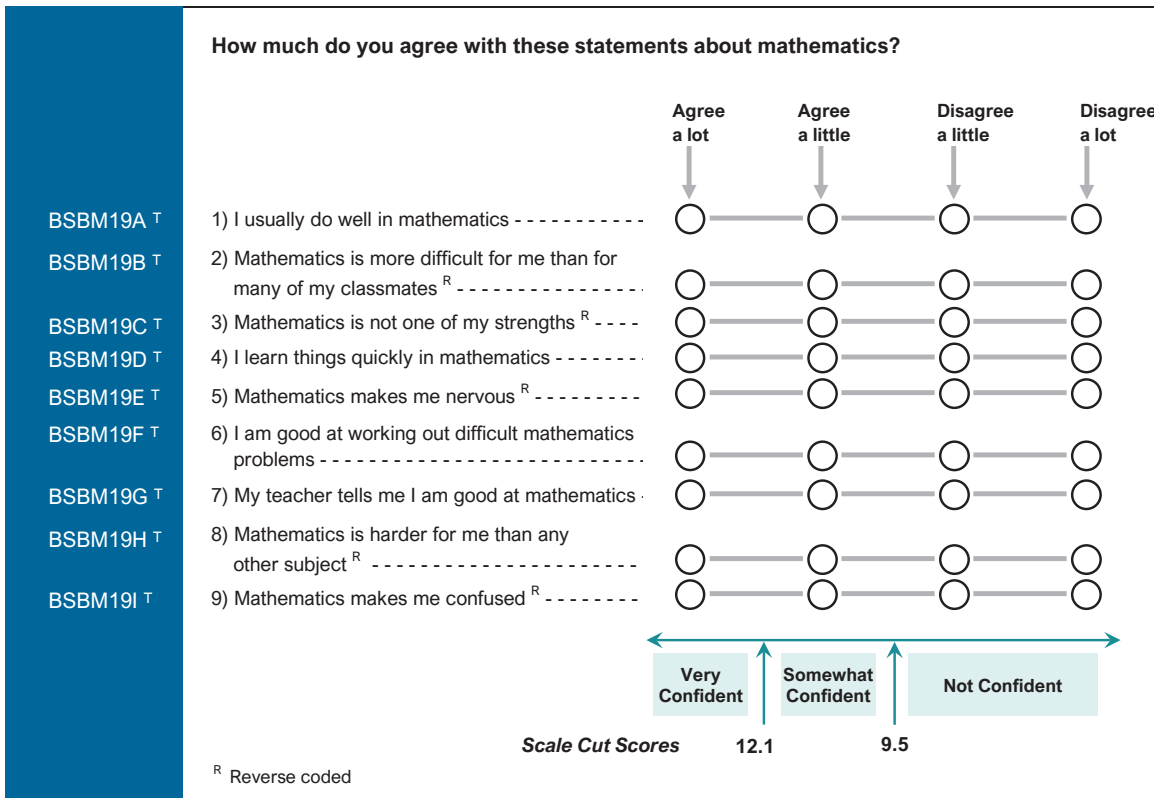 How much do you agree with these statements about mathematics?
Agree a lot
Agree a little
Disagree a little
Disagree a lot
BSBM19A T 1) I usually do well in mathematics - - - - - - - - - - -
BSBM19B T 2) Mathematics is more difficult for me than for
many of my classmates R - - - - - - - - - - - - - - - -
BSBM19C T 3) Mathematics is not one of my strengths R - - - -
BSBM19D T 4) I learn things quickly in mathematics - - - - - - -
BSBM19E T 5) Mathematics makes me nervous R - - - - - - - - -
BSBM19F T 6) I am good at working out difficult mathematics
problems - - - - - - - - - - - - - - - - - - - - - - - - - - -
BSBM19G T 7) My teacher tells me I am good at mathematics -
BSBM19H T 8) Mathematics is harder for me than any
other subject R - - - - - - - - - - - - - - - - - - - - - - -
BSBM19I T 9) Mathematics makes me confused R - - - - - - - -
Very Confident
Somewhat Confident
Not Confident
Scale Cut Scores 12.1 9.5
R Reverse coded